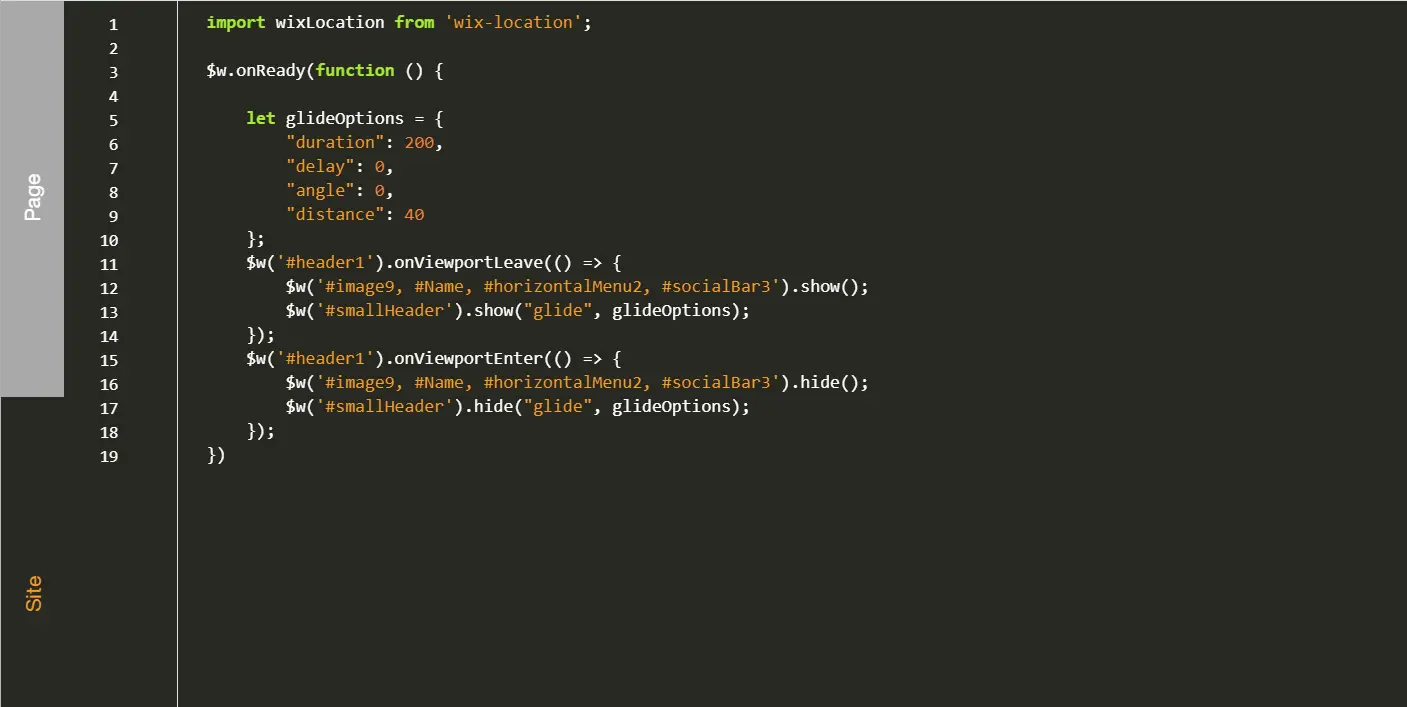 Page
Site
1 import wixLocation from 'wix-location';
2
3 $w.onReady(function () {
4
5     let glideOptions = {
6         "duration": 200,
7         "delay": 0,
8         "angle": 0,
9         "distance": 40
10     };
11     $w('#header1').onViewportLeave(() => {
12         $w('#image9, #Name, #horizontalMenu2, #socialBar3').show();
13         $w('#smallHeader').show("glide", glideOptions);
14     });
15     $w('#header1').onViewportEnter(() => {
16         $w('#image9, #Name, #horizontalMenu2, #socialBar3').hide();
17         $w('#smallHeader').hide("glide", glideOptions);
18     });
19 })